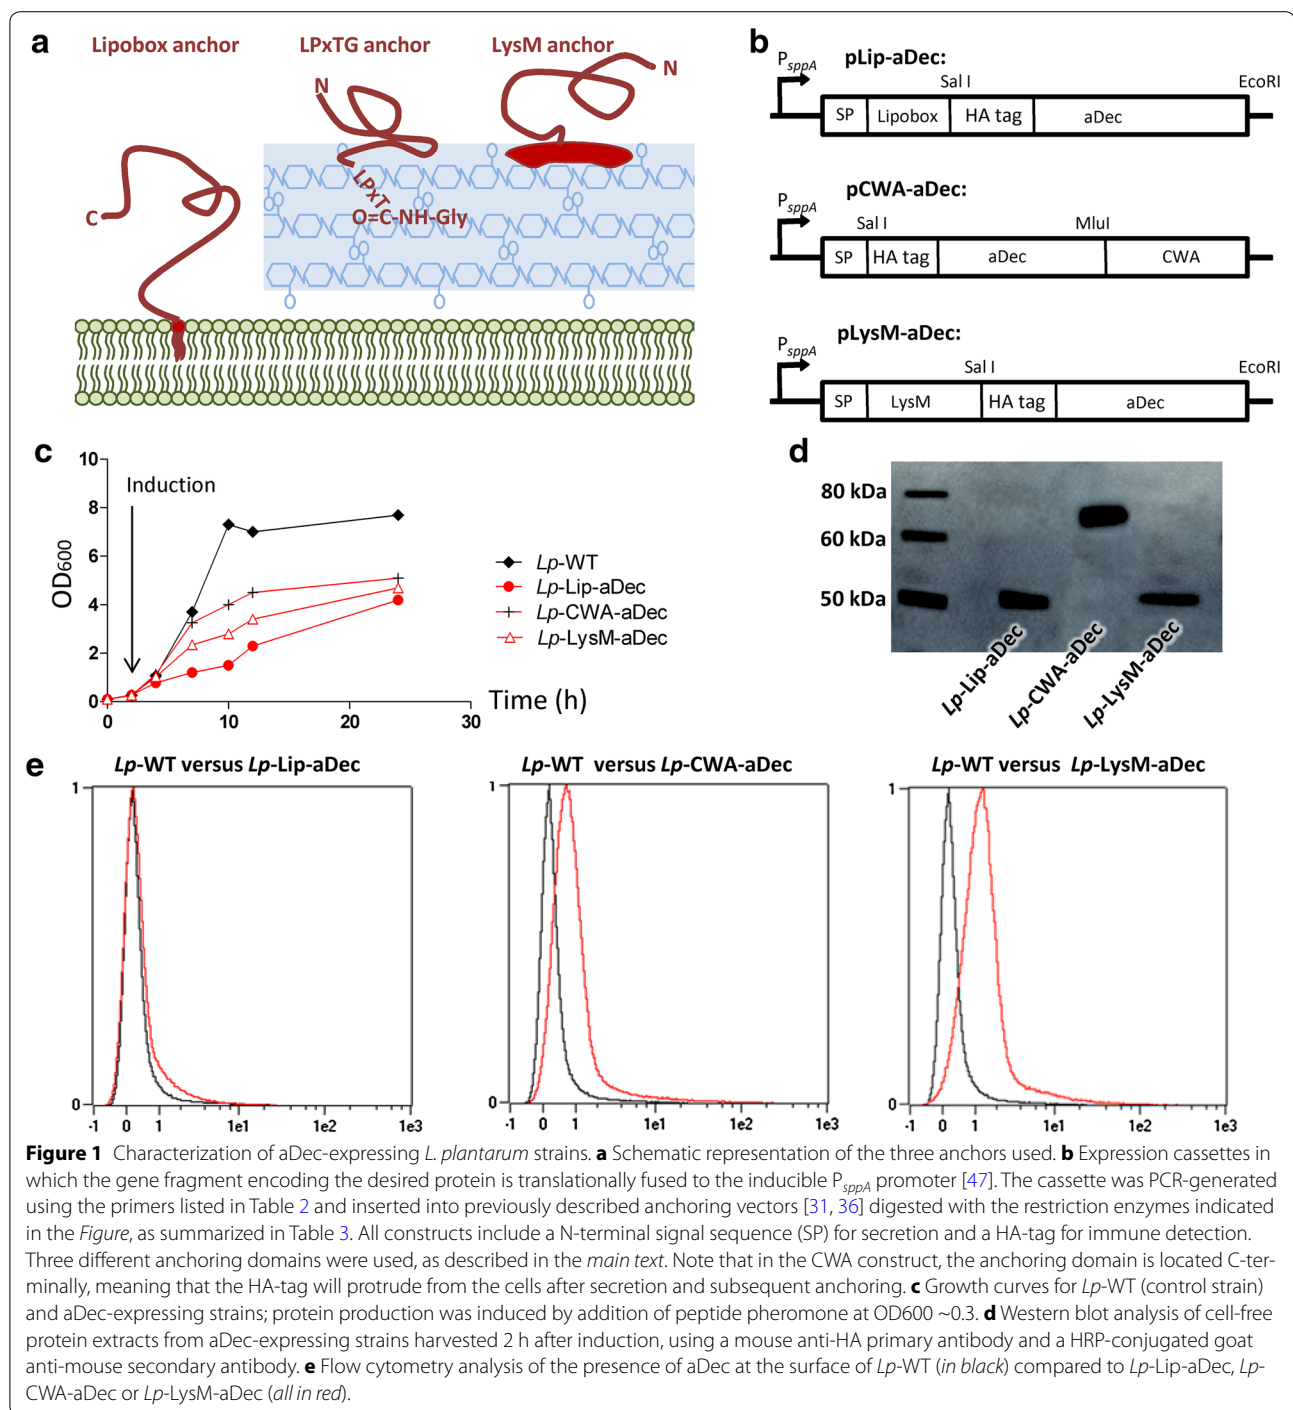 a
Lipobox anchor
LPxTG anchor
LysM anchor
N
N
C
LPxT
O=C-NH-Gly
b
PsppA
pLip-aDec:
Sal I
EcoRI
SP
Lipobox
HA tag
aDec
pCWA-aDec:
PsppA
Sal I
MluI
SP
HA tag
aDec
CWA
pLysM-aDec:
PsppA
Sal I
EcoRI
SP
LysM
HA tag
aDec
c
10
8
6
4
2
0
OD600
Induction
0
10
20
30
Time (h)
Lp-WT
Lp-Lip-aDec
Lp-CWA-aDec
Lp-LysM-aDec
d
80 kDa
60 kDa
50 kDa
Lp-Lip-aDec
Lp-CWA-aDec
Lp-LysM-aDec
e
Lp-WT versus Lp-Lip-aDec
1
0
-1 0 1 1e1 1e2 1e3
Lp-WT versus Lp-CWA-aDec
1
0
-1 0 1 1e1 1e2 1e3
Lp-WT versus Lp-LysM-aDec
1
0
-1 0 1 1e1 1e2 1e3
Figure 1 Characterization of aDec-expressing L. plantarum strains. a Schematic representation of the three anchors used. b Expression cassettes in
which the gene fragment encoding the desired protein is translationally fused to the inducible PsppA promoter [47]. The cassette was PCR-generated
using the primers listed in Table 2 and inserted into previously described anchoring vectors [31, 36] digested with the restriction enzymes indicated
in the Figure, as summarized in Table 3. All constructs include a N-terminal signal sequence (SP) for secretion and a HA-tag for immune detection.
Three different anchoring domains were used, as described in the main text. Note that in the CWA construct, the anchoring domain is located C-ter-
minally, meaning that the HA-tag will protrude from the cells after secretion and subsequent anchoring. c Growth curves for Lp-WT (control strain)
and aDec-expressing strains; protein production was induced by addition of peptide pheromone at OD600 ~0.3. d Western blot analysis of cell-free
protein extracts from aDec-expressing strains harvested 2 h after induction, using a mouse anti-HA primary antibody and a HRP-conjugated goat
anti-mouse secondary antibody. e Flow cytometry analysis of the presence of aDec at the surface of Lp-WT (in black) compared to Lp-Lip-aDec, Lp-
CWA-aDec or Lp-LysM-aDec (all in red).